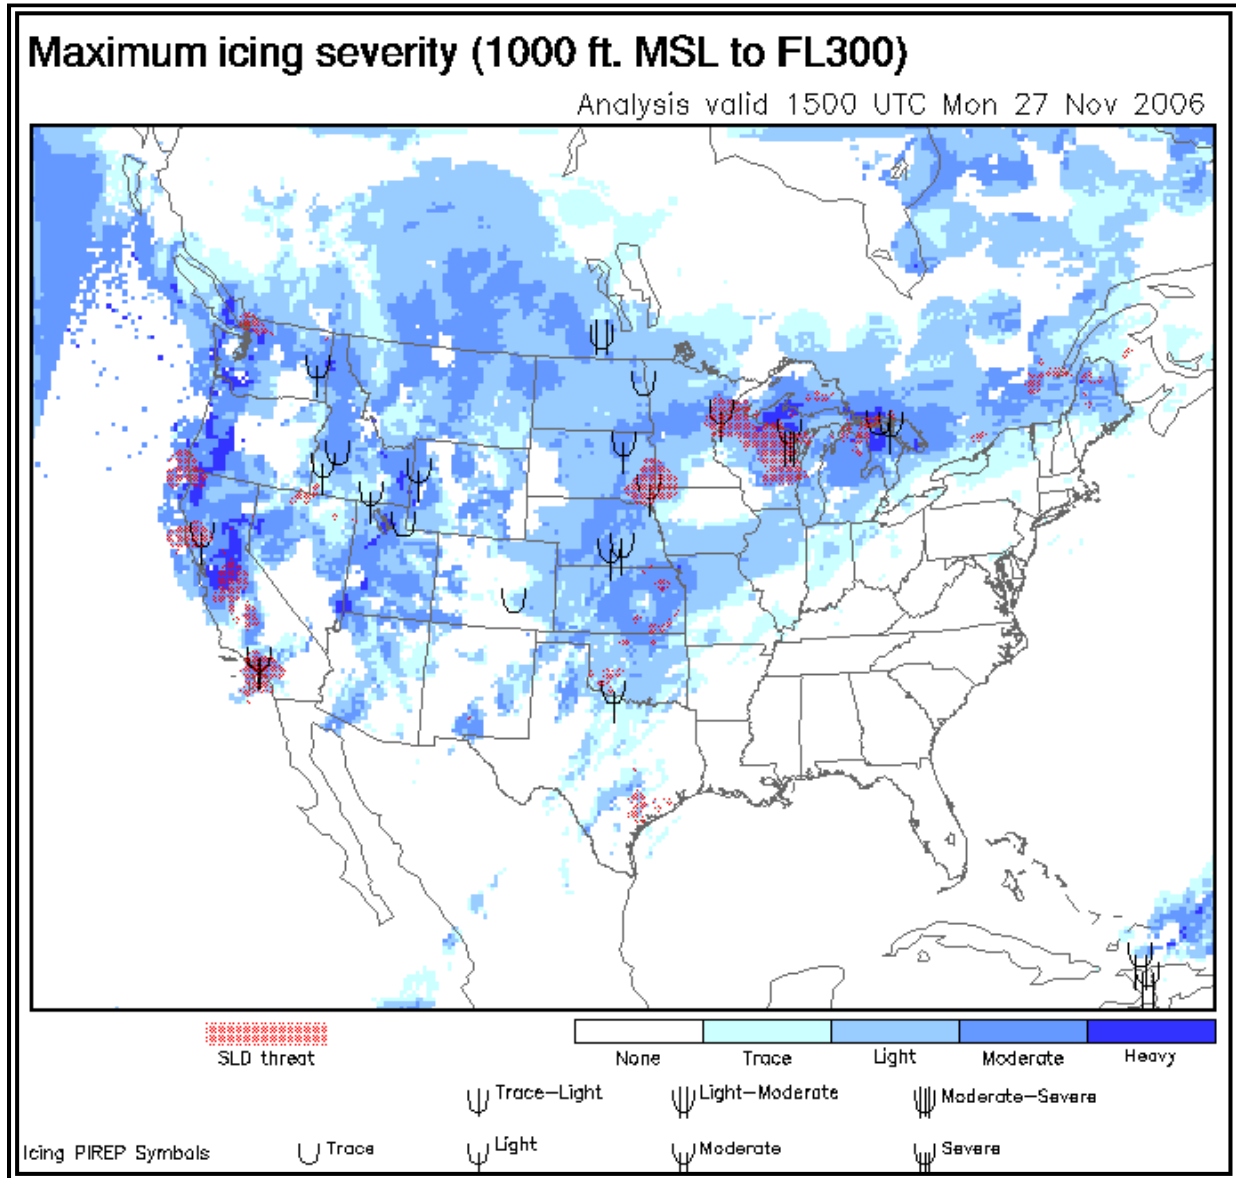 Maximum icing severity (1000 ft. MSL to FL300)
Analysis valid 1500 UTC Mon 27 Nov 2006
SLD threat
None Trace Light Moderate Heavy
Trace-Light Light-Moderate Moderate-Severe
Icing PIREP Symbols Trace Light Moderate Severe